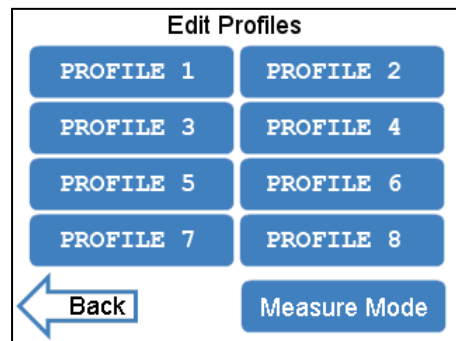 Edit Profiles
PROFILE 1 PROFILE 2
PROFILE 3 PROFILE 4
PROFILE 5 PROFILE 6
PROFILE 7 PROFILE 8
Back Measure Mode